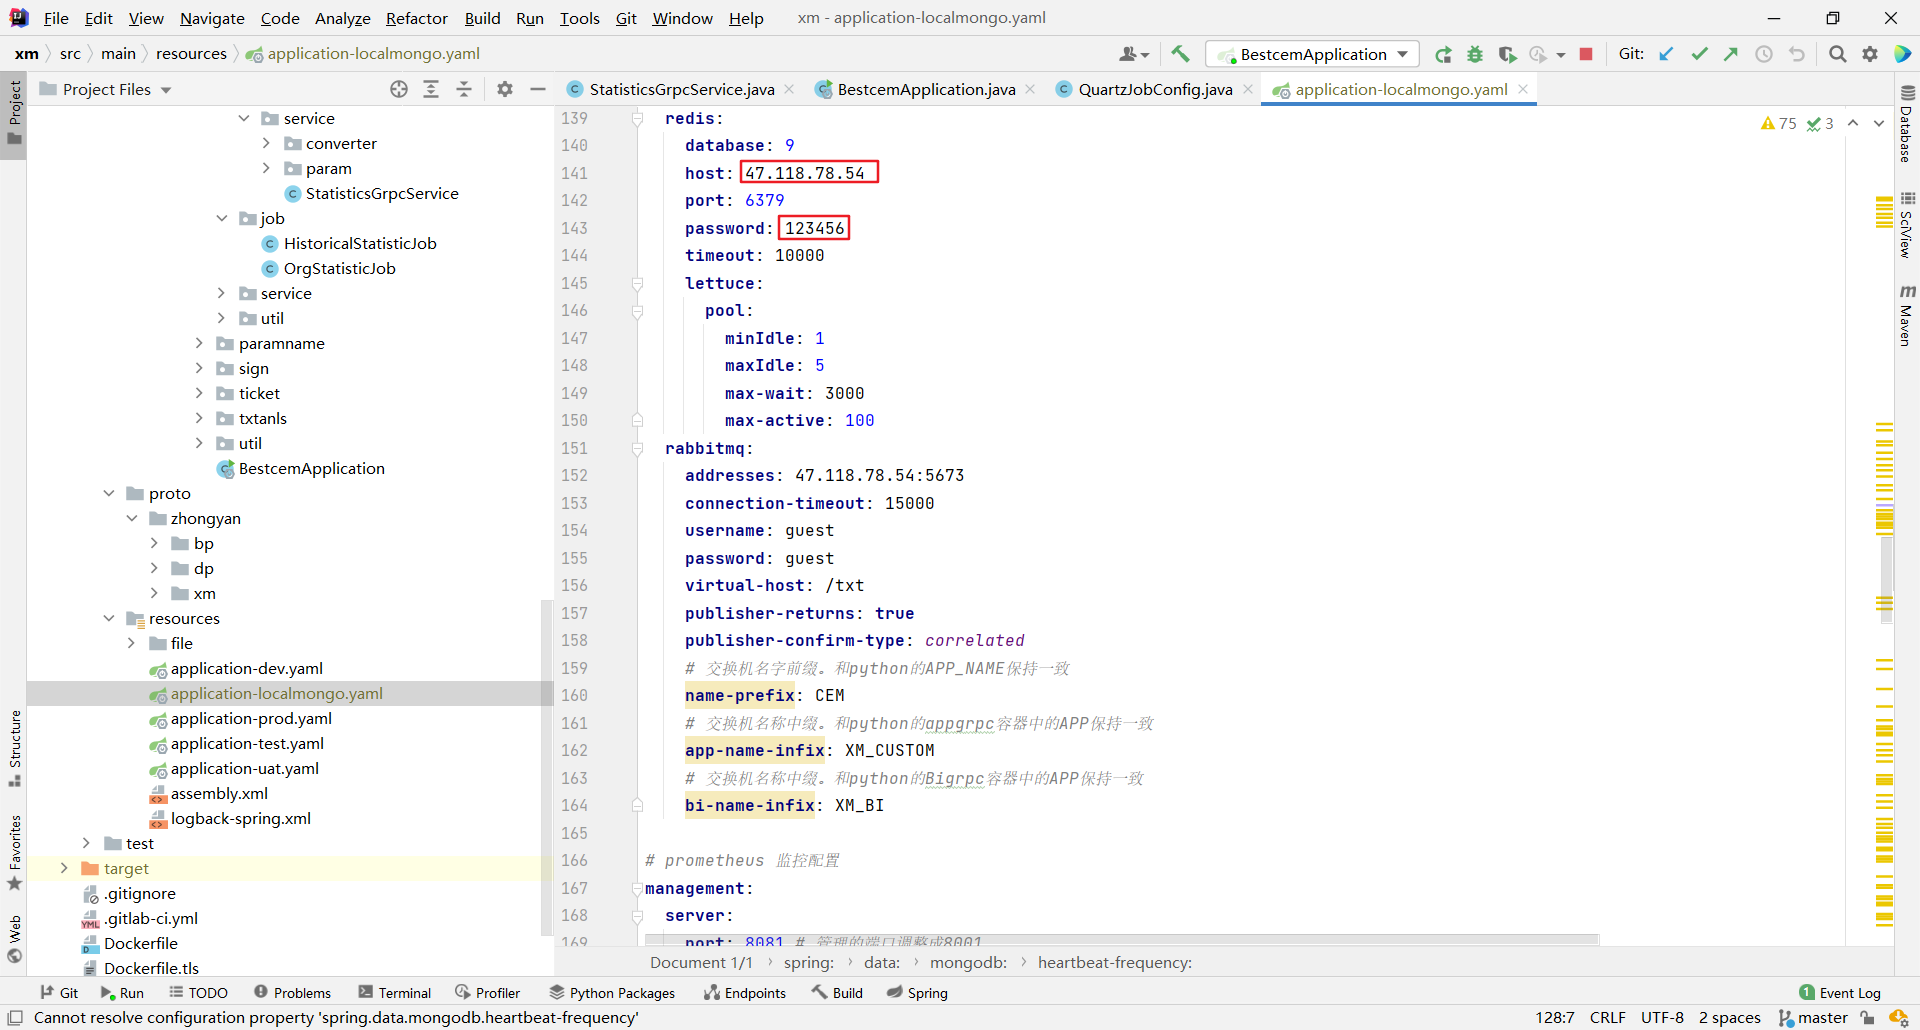 File Edit View Navigate Code Analyze Refactor Build Run Tools Git Window Help xm - application-localmongo.yaml
xm src main resources application-localmongo.yaml BestcemApplication Git:
Project Files
StatisticsGrpcService.java BestcemApplication.java QuartzJobConfig.java application-localmongo.yaml
Project
Structure
Favorites
Web
service
converter
param
StatisticsGrpcService
job
HistoricalStatisticJob
OrgStatisticJob
service
util
paramname
sign
ticket
txtanls
util
BestcemApplication
proto
zhongyan
bp
dp
xm
resources
file
application-dev.yaml
application-localmongo.yaml
application-prod.yaml
application-test.yaml
application-uat.yaml
assembly.xml
logback-spring.xml
test
target
.gitignore
.gitlab-ci.yml
Dockerfile
Dockerfile.tls
75 3
139 redis:
140 database: 9
141 host: 47.118.78.54
142 port: 6379
143 password: 123456
144 timeout: 10000
145 lettuce:
146 pool:
147 minIdle: 1
148 maxIdle: 5
149 max-wait: 3000
150 max-active: 100
151 rabbitmq:
152 addresses: 47.118.78.54:5673
153 connection-timeout: 15000
154 username: guest
155 password: guest
156 virtual-host: /txt
157 publisher-returns: true
158 publisher-confirm-type: correlated
159 # 交换机名字前缀。和python的APP_NAME保持一致
160 name-prefix: CEM
161 # 交换机名称中缀。和python的appgrpc容器中的APP保持一致
162 app-name-infix: XM_CUSTOM
163 # 交换机名称中缀。和python的Bigrpc容器中的APP保持一致
164 bi-name-infix: XM_BI
165
166 # prometheus 监控配置
167 management:
168 server:
169 port: 8081 # 管理的端口调整成8001
Database
SciView
Maven
Document 1/1 spring: data: mongodb: heartbeat-frequency:
Git Run TODO Problems Terminal Profiler Python Packages Endpoints Build Spring 1 Event Log
Cannot resolve configuration property 'spring.data.mongodb.heartbeat-frequency' 128:7 CRLF UTF-8 2 spaces master